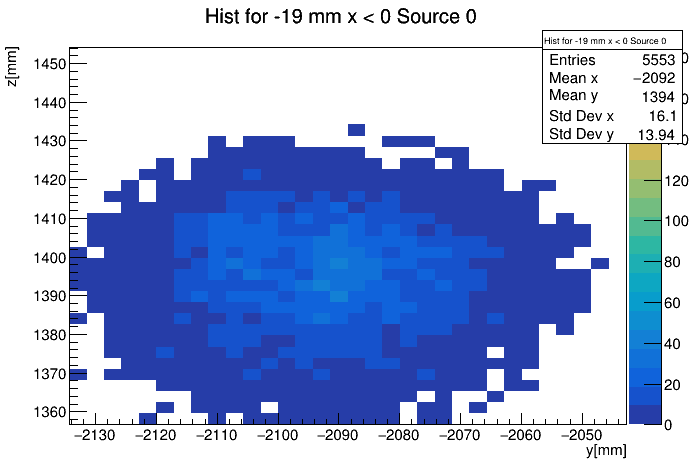 Hist for -19 mm x < 0 Source 0
Hist for -19 mm x < 0 Source 0
Entries 5553
Mean x −2092
Mean y 1394
Std Dev x 16.1
Std Dev y 13.94
z[mm]
1450
1440
1430
1420
1410
1400
1390
1380
1370
1360
−2130 −2120 −2110 −2100 −2090 −2080 −2070 −2060 −2050
y[mm]
120
100
80
60
40
20
0